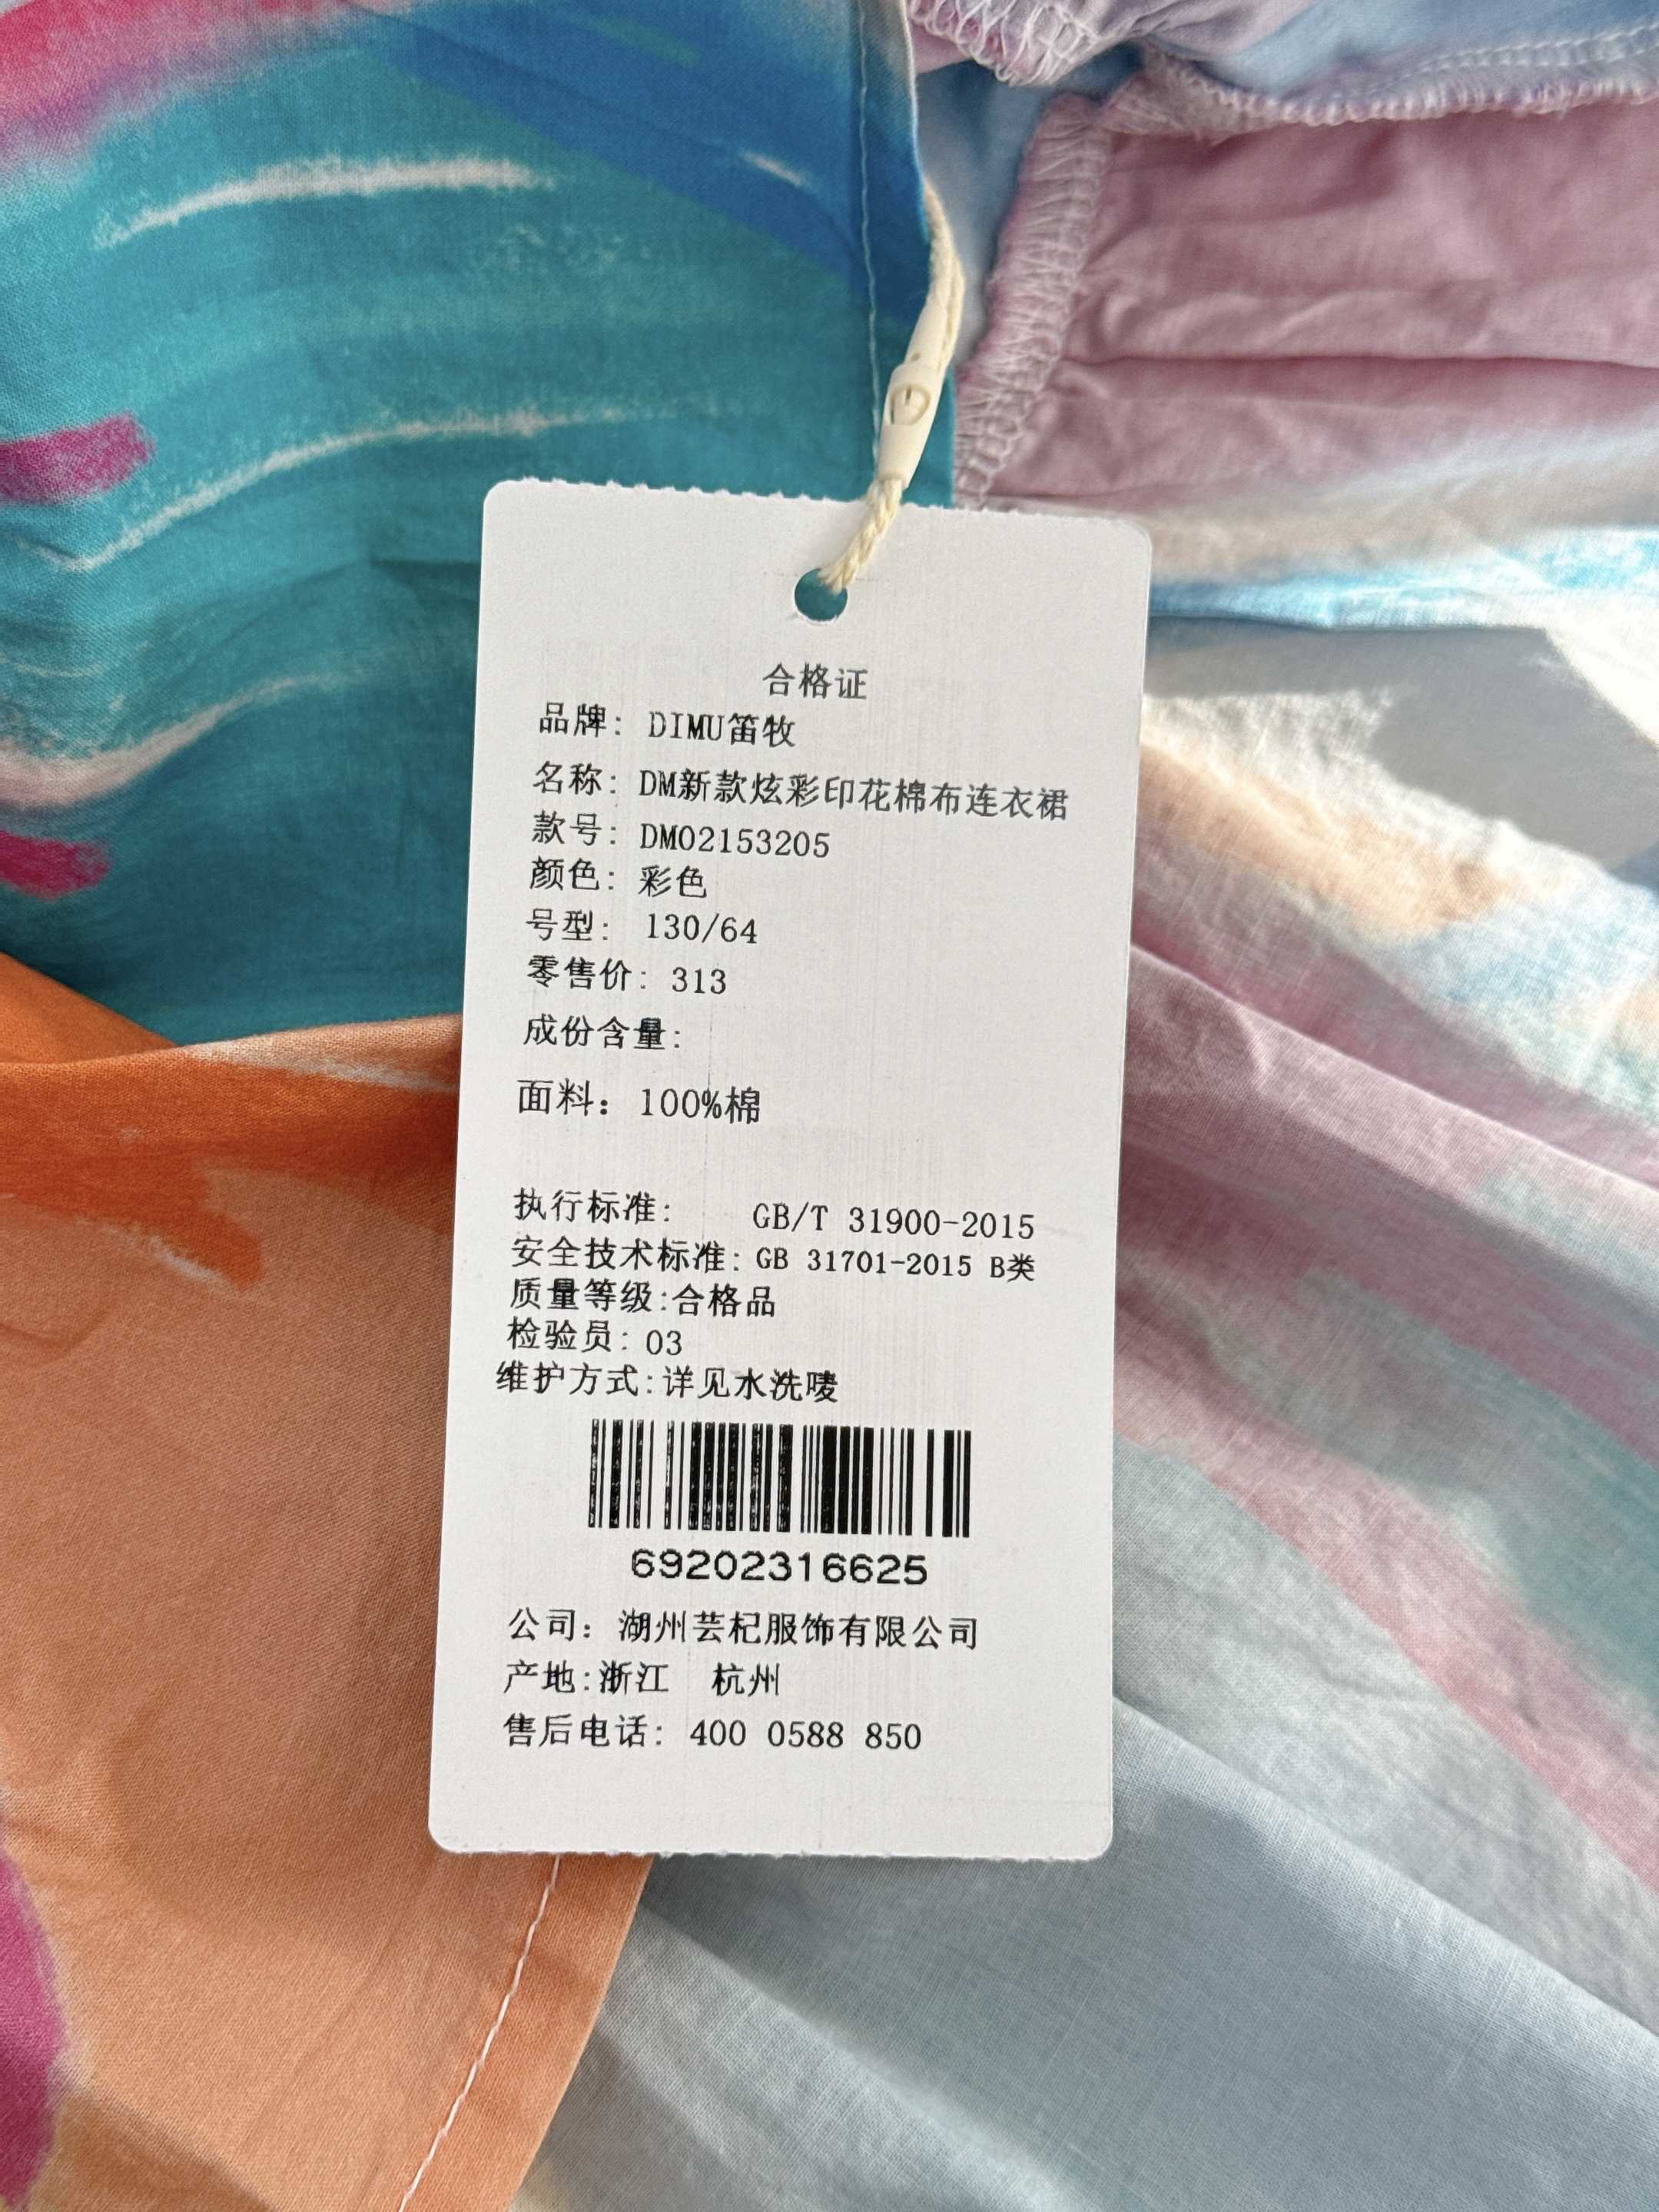 合格证
品牌: DIMU笛牧
名称: DM新款炫彩印花棉布连衣裙
款号: DM02153205
颜色: 彩色
号型: 130/64
零售价: 313
成份含量:
面料: 100%棉
执行标准: GB/T 31900-2015
安全技术标准: GB 31701-2015 B类
质量等级:合格品
检验员: 03
维护方式:详见水洗唛
69202316625
公司: 湖州芸杞服饰有限公司
产地:浙江 杭州
售后电话: 400 0588 850